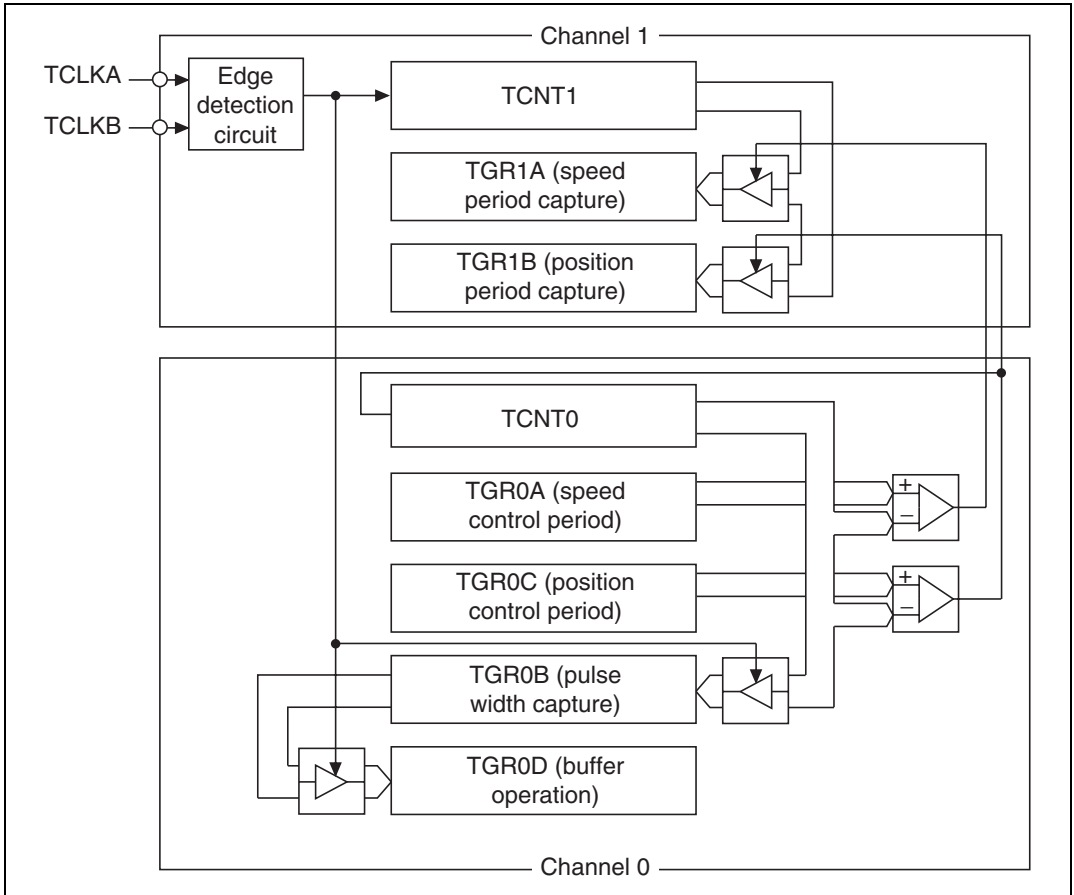 Channel 1
TCLKA
TCLKB
Edge
detection
circuit
TCNT1
TGR1A (speed
period capture)
TGR1B (position
period capture)
TCNT0
TGR0A (speed
control period)
+
−
TGR0C (position
control period)
+
−
TGR0B (pulse
width capture)
TGR0D (buffer
operation)
Channel 0